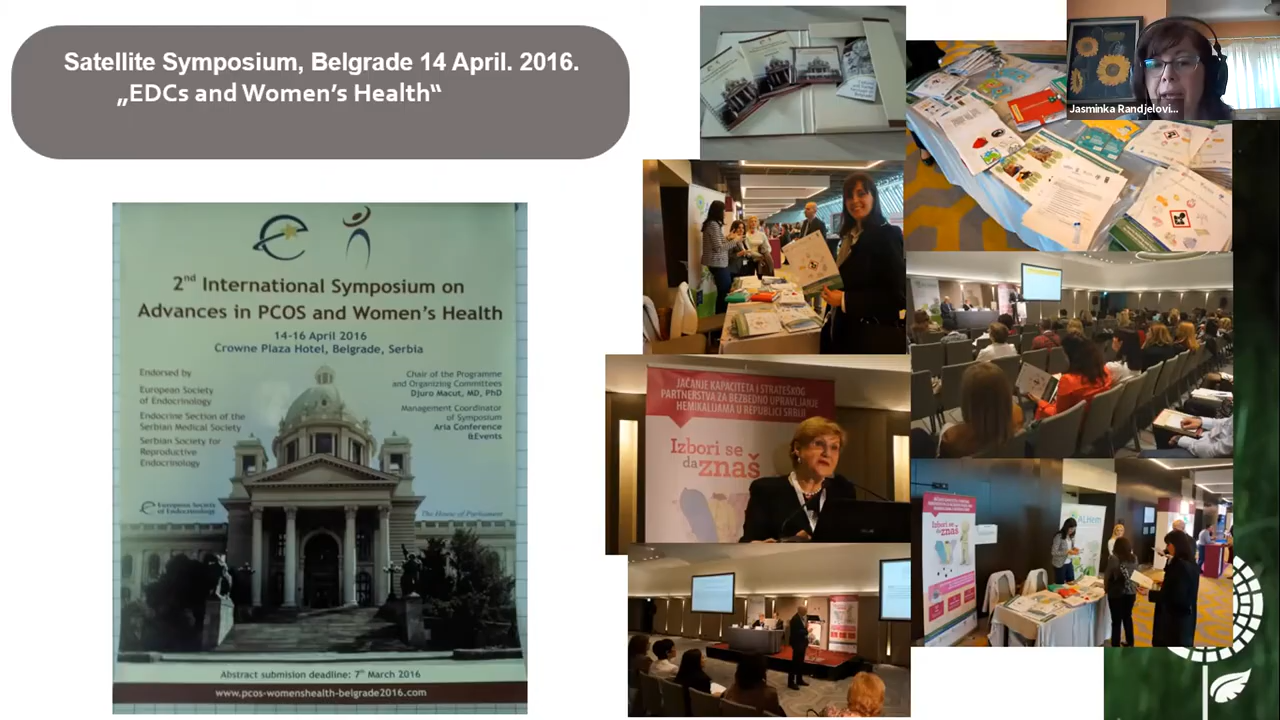 Satellite Symposium, Belgrade 14 April. 2016.
„EDCs and Women's Health“
2nd International Symposium on
Advances in PCOS and Women's Health
14-16 April 2016
Crowne Plaza Hotel, Belgrade, Serbia
Endorsed by
European Society
of Endocrinology
Endocrine Section of the
Serbian Medical Society
Serbian Society for
Reproductive
Endocrinology
Chair of the Programme
and Organizing Committees
Djuro Macut, MD, PhD
Management Coordinator
of Symposium
Aria Conference
&Events
European Society
of Endocrinology
The House of Parliament
Abstract submision deadline: 7th March 2016
www.pcos-womenshealth-belgrade2016.com
Jasminka Randjelovi...
JAČANJE KAPACITETA I STRATEŠKOG
PARTNERSTVA ZA BEZBEDNO UPRAVLJANJE
HEMIKALIJAMA U REPUBLICI SRBIJI
Izbori se
da znaš
Izbori se
da znaš
ALHem